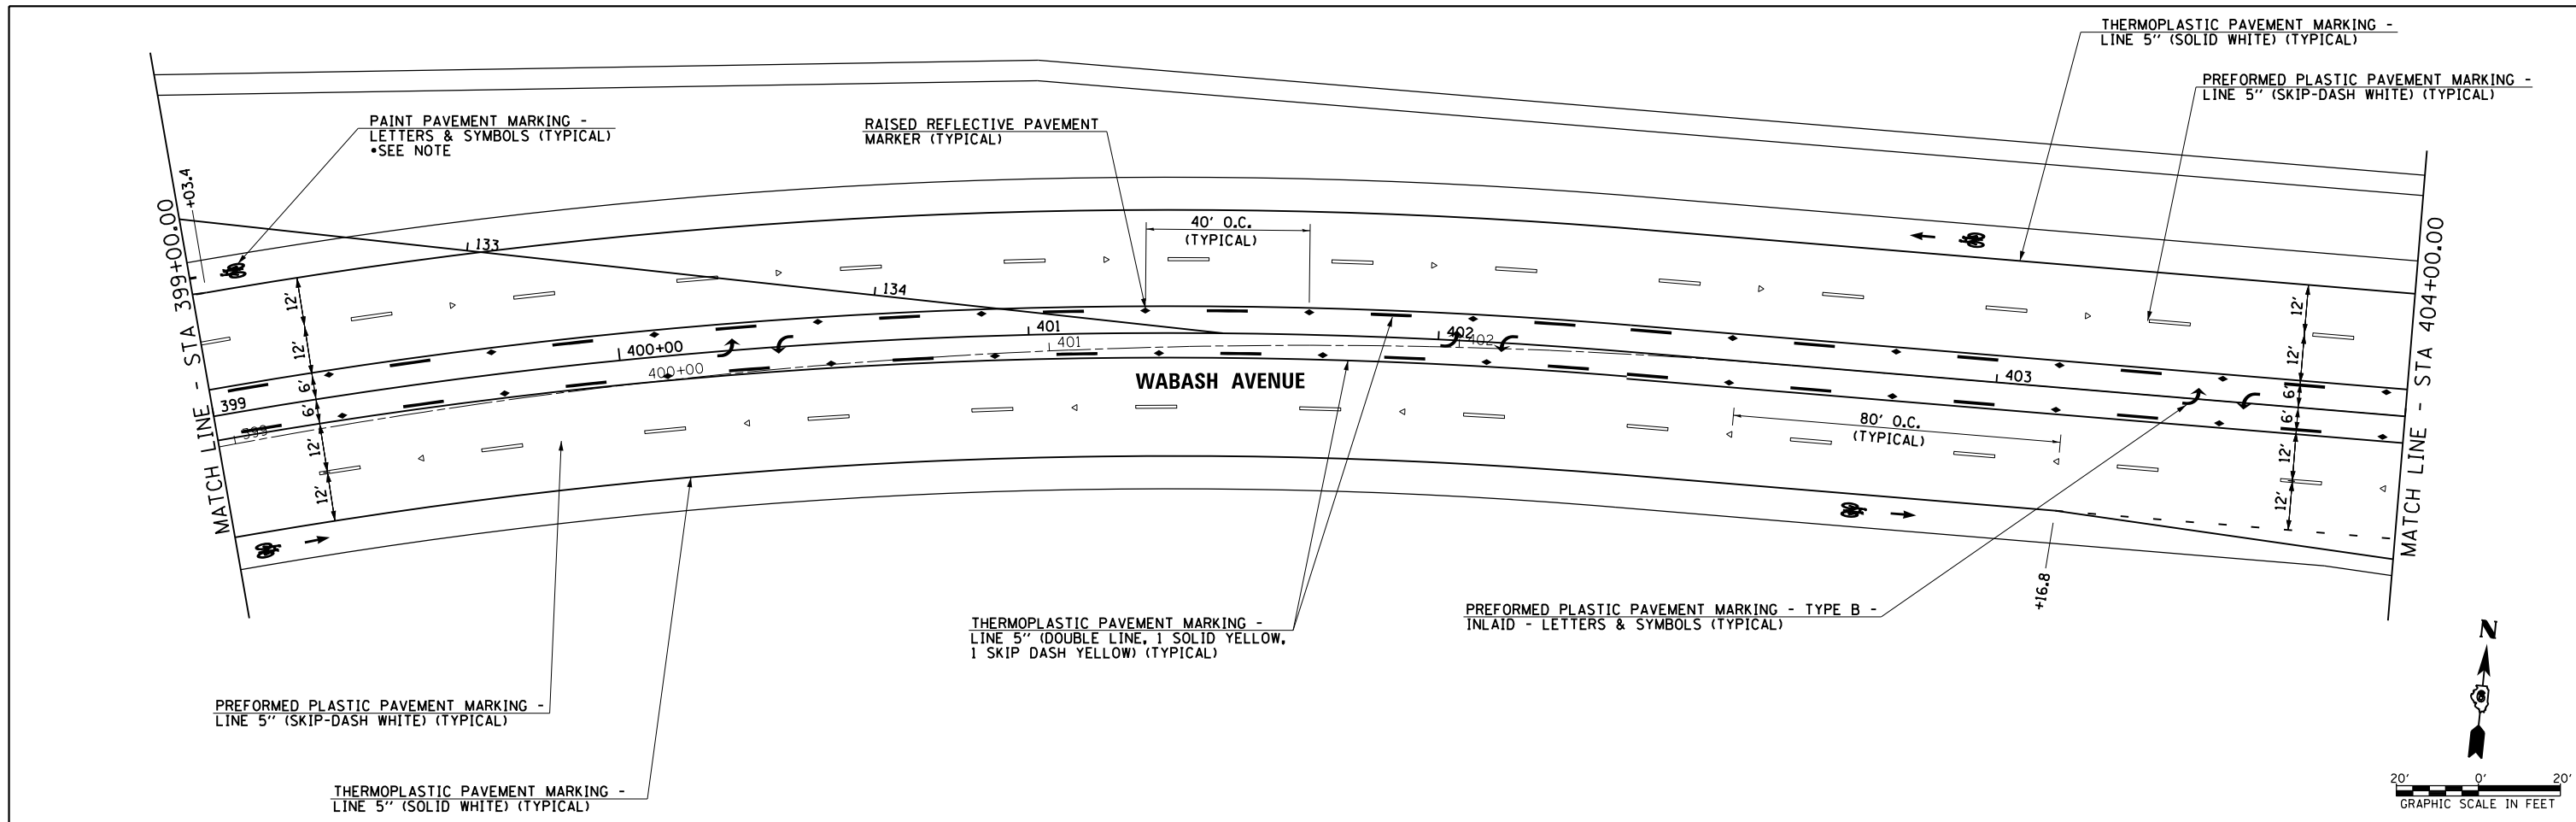 THERMOPLASTIC PAVEMENT MARKING -
LINE 5'' (SOLID WHITE) (TYPICAL)
PREFORMED PLASTIC PAVEMENT MARKING -
LINE 5'' (SKIP-DASH WHITE) (TYPICAL)
PAINT PAVEMENT MARKING -
LETTERS & SYMBOLS (TYPICAL)
•SEE NOTE
RAISED REFLECTIVE PAVEMENT
MARKER (TYPICAL)
+03.4
MATCH LINE - STA 399+00.00
133
134
40' O.C.
(TYPICAL)
MATCH LINE - STA 404+00.00
12'
12'
6'
6'
12'
12'
399
399
400+00
400+00
401
401
402
402
403
WABASH AVENUE
80' O.C.
(TYPICAL)
12'
12'
6'
6'
12'
12'
+16.8
THERMOPLASTIC PAVEMENT MARKING -
LINE 5'' (DOUBLE LINE, 1 SOLID YELLOW,
1 SKIP DASH YELLOW) (TYPICAL)
PREFORMED PLASTIC PAVEMENT MARKING - TYPE B -
INLAID - LETTERS & SYMBOLS (TYPICAL)
PREFORMED PLASTIC PAVEMENT MARKING -
LINE 5'' (SKIP-DASH WHITE) (TYPICAL)
THERMOPLASTIC PAVEMENT MARKING -
LINE 5'' (SOLID WHITE) (TYPICAL)
N
20' 0' 20'
GRAPHIC SCALE IN FEET